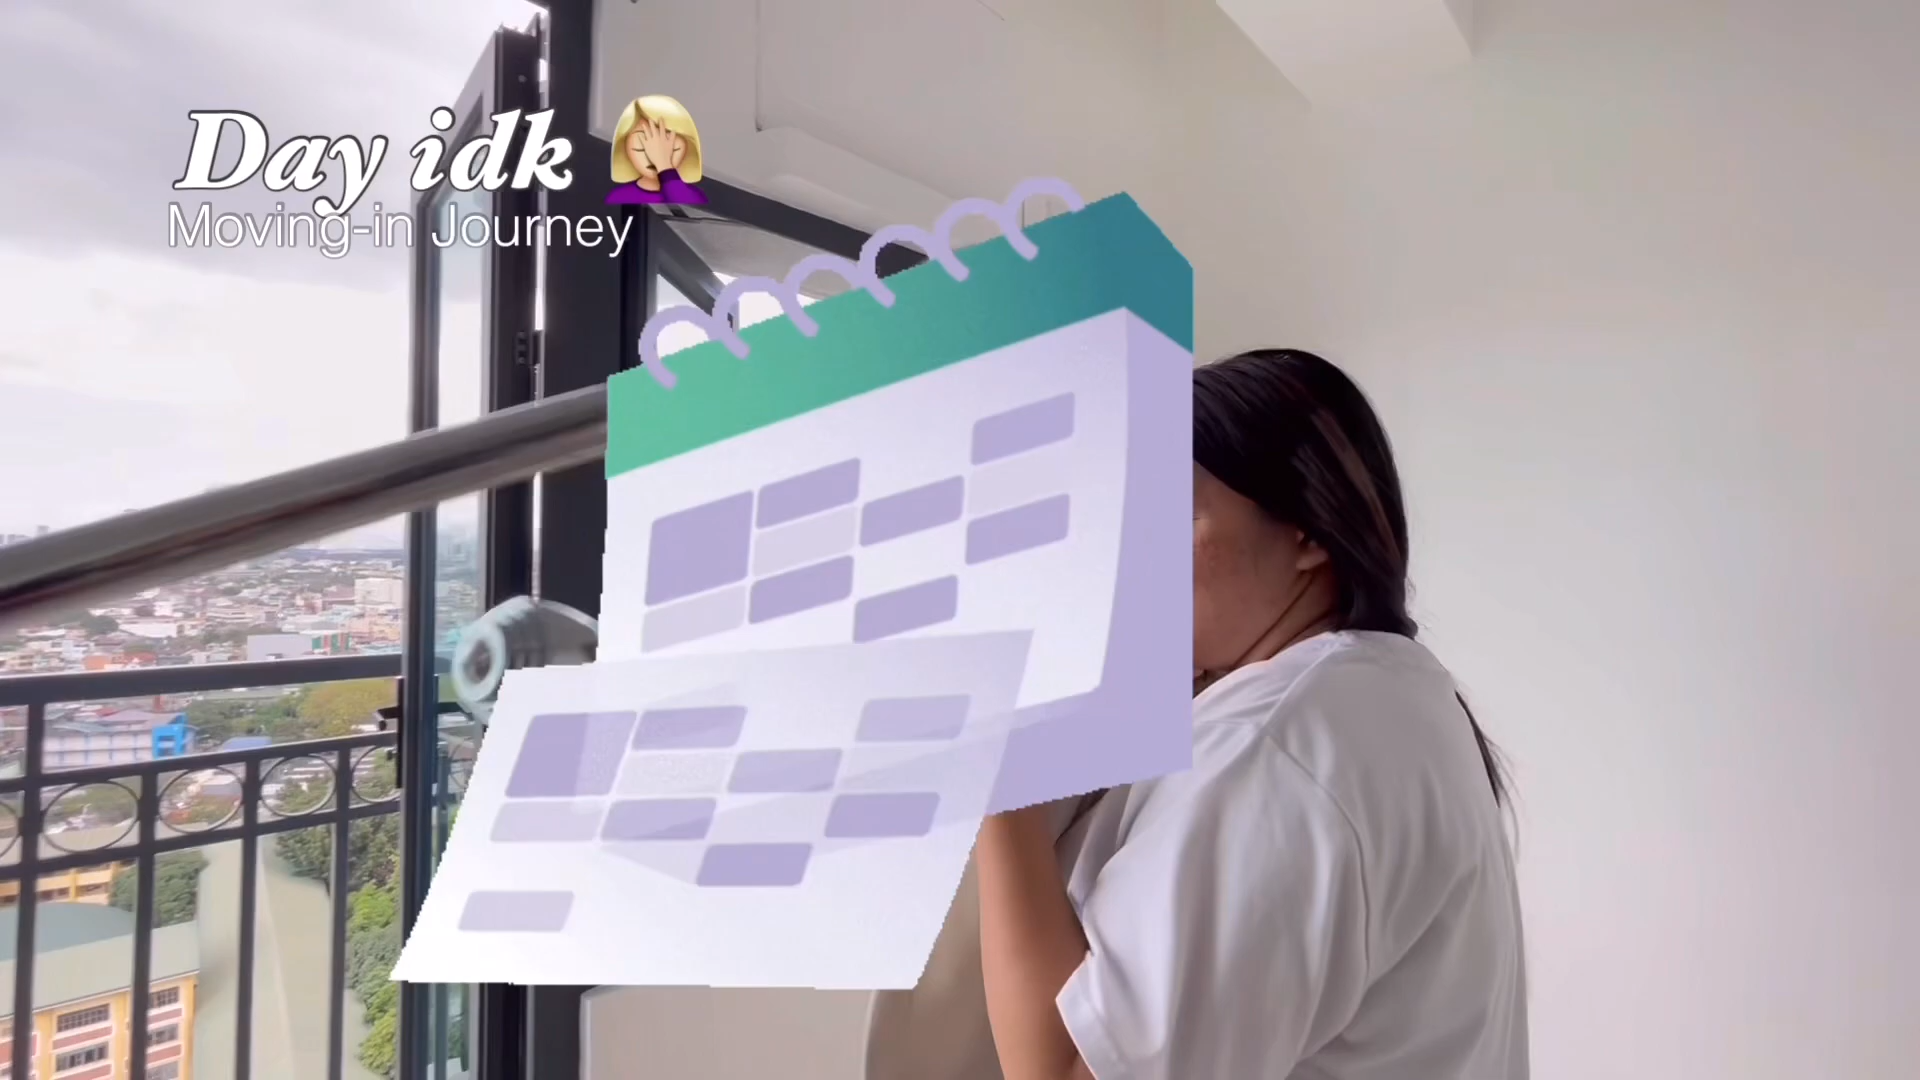 Day idk 🤦🏼‍♀️
Moving-in Journey